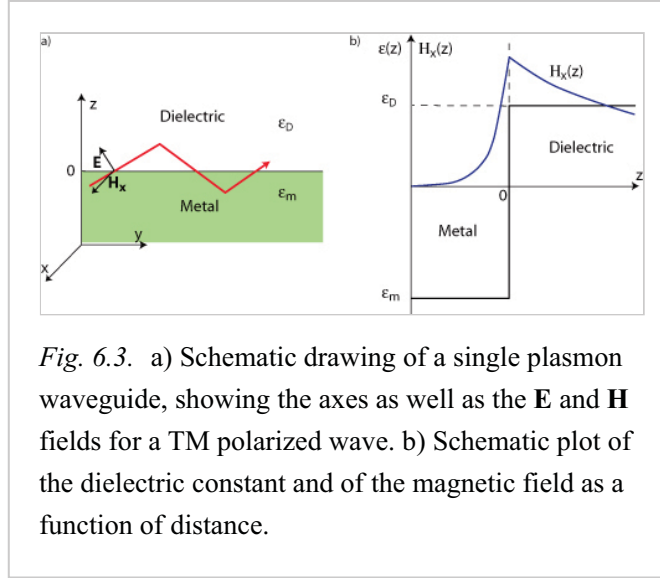 a)
z
Dielectric
εD
E
0
Hx
εm
Metal
y
x
b)
ε(z) Hx(z)
Hx(z)
εD
Dielectric
z
0
Metal
εm
Fig. 6.3. a) Schematic drawing of a single plasmon
waveguide, showing the axes as well as the E and H
fields for a TM polarized wave. b) Schematic plot of
the dielectric constant and of the magnetic field as a
function of distance.